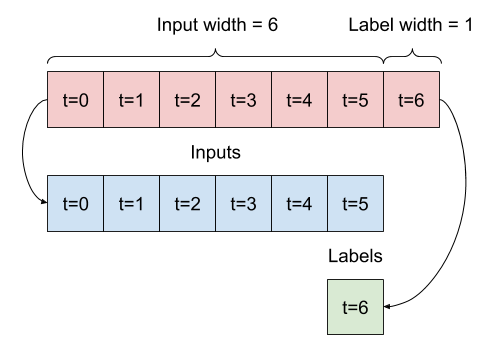 Input width = 6 Label width = 1
t=0 t=1 t=2 t=3 t=4 t=5 t=6
Inputs
t=0 t=1 t=2 t=3 t=4 t=5
Labels
t=6